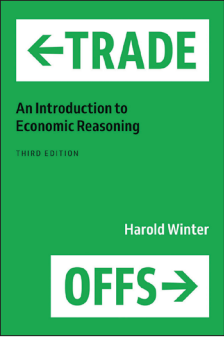 ←TRADE
An Introduction to
Economic Reasoning
THIRD EDITION
Harold Winter
OFFS→